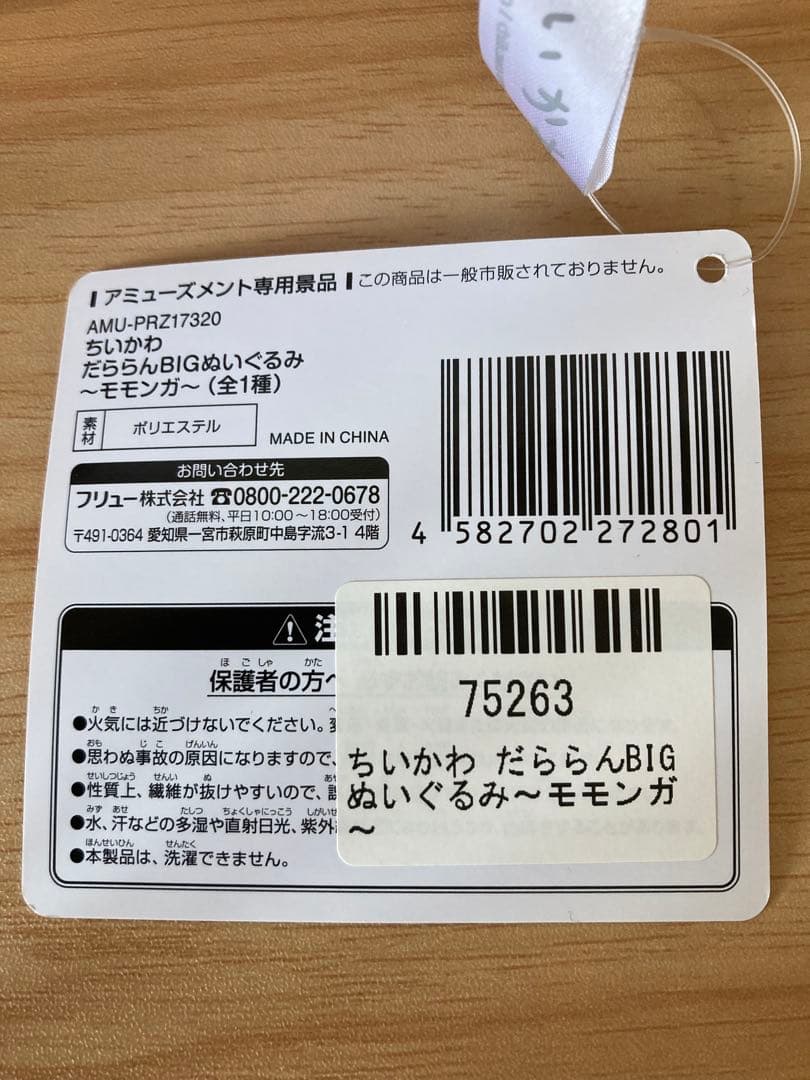 いか
アミューズメント専用景品 この商品は一般市販されておりません。
AMU-PRZ17320
ちいかわ
だららんBIGぬいぐるみ
～モモンガ～（全1種）
素材 ポリエステル
MADE IN CHINA
お問い合わせ先
フリュー株式会社 ☎0800-222-0678
（通話無料、平日10:00～18:00受付）
〒491-0364 愛知県一宮市萩原町中島字流3-1 4階
4 582702 272801
⚠注
保護者の方へ
●火気には近づけないでください。
●思わぬ事故の原因になりますので、
●性質上、繊維が抜けやすいので、
●水、汗などの多湿や直射日光、紫外
●本製品は、洗濯できません。
75263
ちいかわ だららんBIG
ぬいぐるみ～モモンガ
～